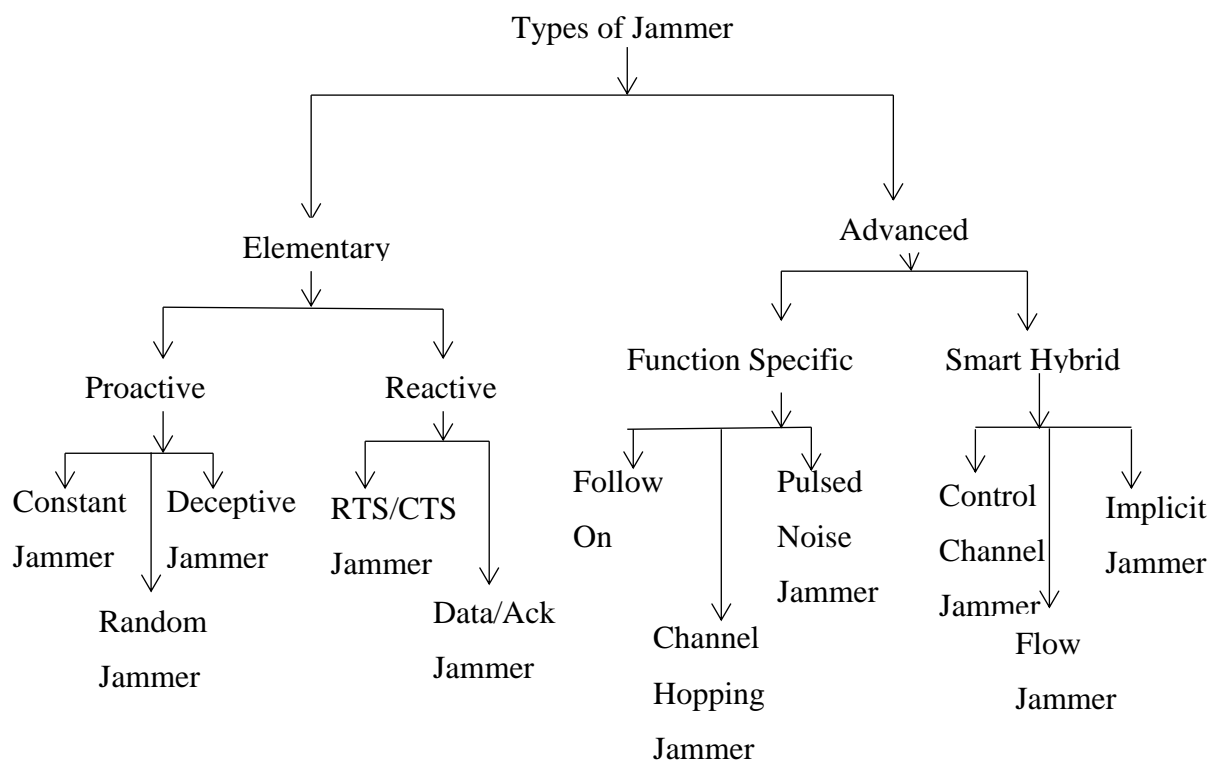 Types of Jammer
Elementary
Advanced
Proactive
Reactive
Function Specific
Smart Hybrid
Constant
Jammer
Deceptive
Jammer
Random
Jammer
RTS/CTS
Jammer
Data/Ack
Jammer
Follow
On
Pulsed
Noise
Jammer
Channel
Hopping
Jammer
Control
Channel
Jammer
Implicit
Jammer
Flow
Jammer